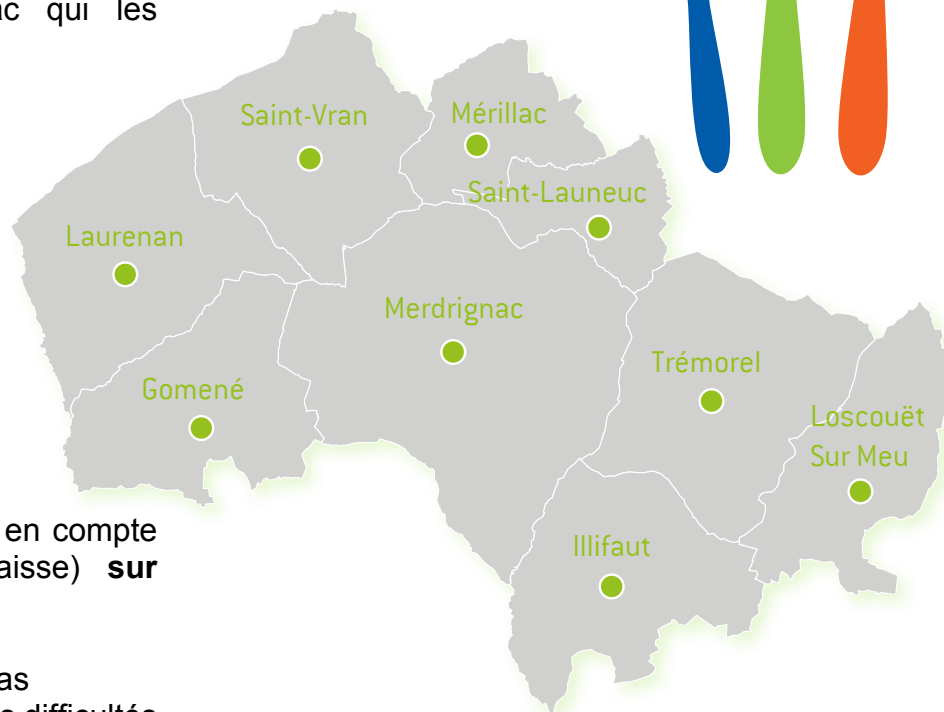 ac qui les
Saint-Vran
Mérillac
Saint-Launeuc
Laurenan
Merdrignac
Trémorel
Gomené
Loscouët
Sur Meu
en compte
aisse) sur
Illifaut
as
difficultés